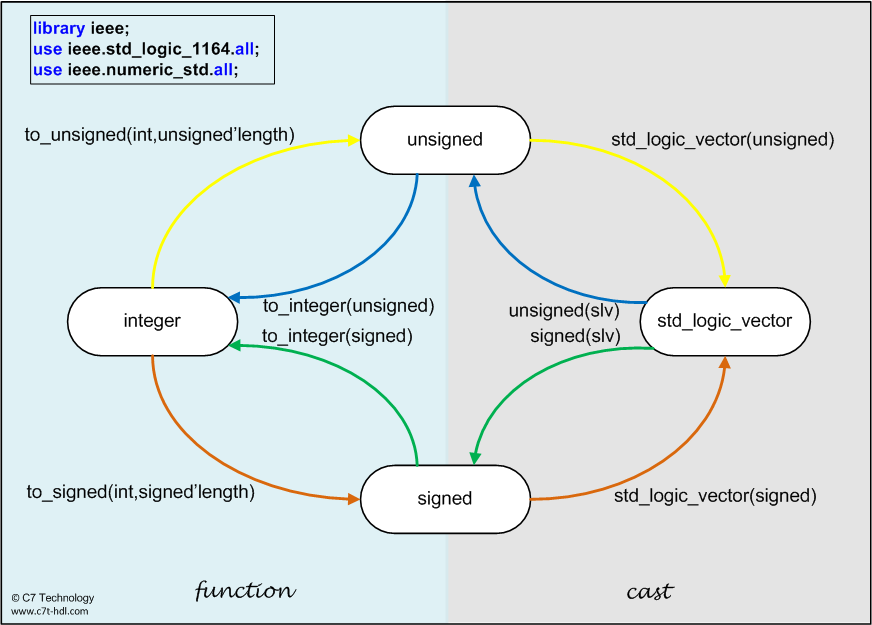 library ieee;
use ieee.std_logic_1164.all;
use ieee.numeric_std.all;
to_unsigned(int,unsigned’length)
unsigned
std_logic_vector(unsigned)
to_integer(unsigned)
unsigned(slv)
integer
std_logic_vector
to_integer(signed)
signed(slv)
to_signed(int,signed’length)
signed
std_logic_vector(signed)
function
cast
© C7 Technology
www.c7t-hdl.com